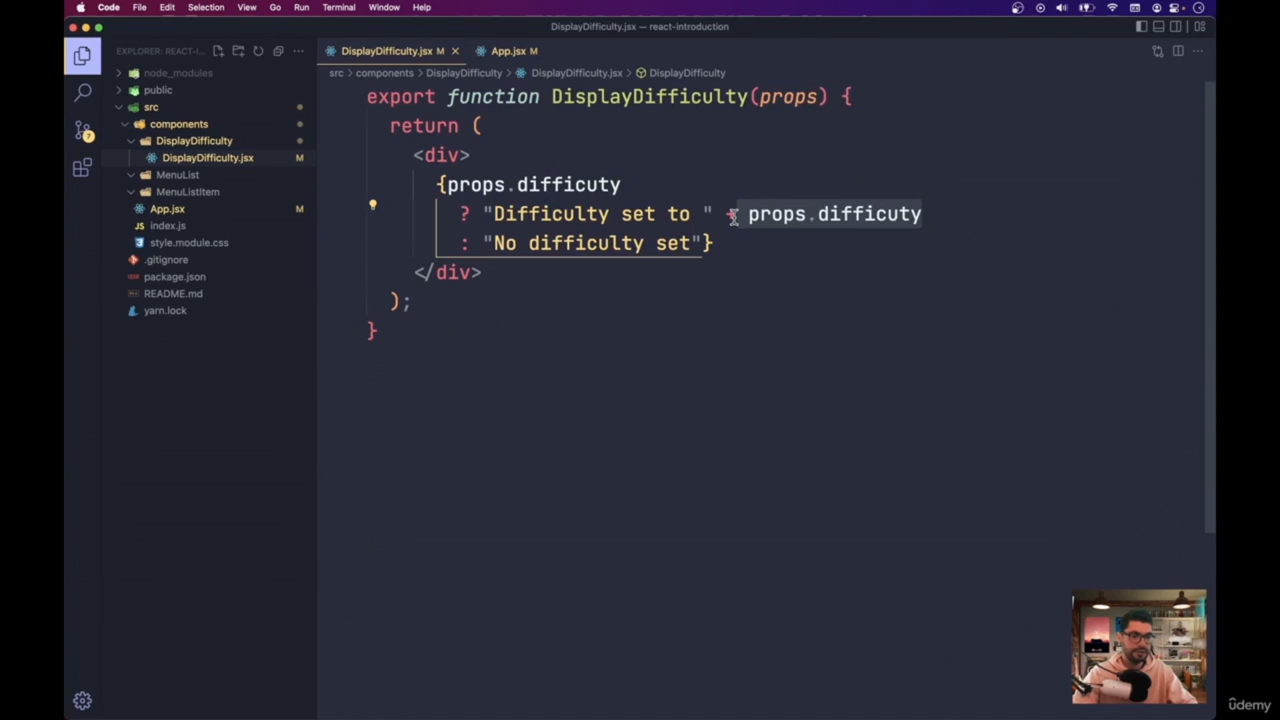 Code File Edit Selection View Go Run Terminal Window Help
DisplayDifficulty.jsx — react-introduction
EXPLORER: REACT-I...
DisplayDifficulty.jsx M
App.jsx M
src › components › DisplayDifficulty › DisplayDifficulty.jsx › DisplayDifficulty
node_modules
public
src
components
DisplayDifficulty
DisplayDifficulty.jsx M
MenuList
MenuListItem
App.jsx M
index.js
style.module.css
.gitignore
package.json
README.md
yarn.lock
7
export function DisplayDifficulty(props) {
return (
<div>
{props.difficuty
? "Difficulty set to " + props.difficuty
: "No difficulty set"}
</div>
);
}
ûdemy